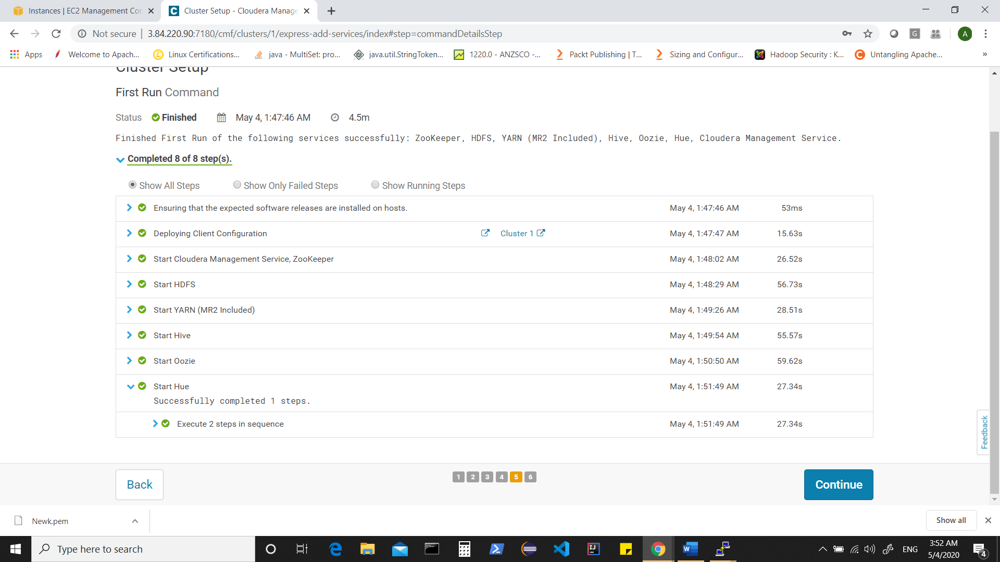 Instances | EC2 Management Con
Cluster Setup - Cloudera Manage
Not secure | 3.84.220.90:7180/cmf/clusters/1/express-add-services/index#step=commandDetailsStep
G
A
Apps
Welcome to Apach...
Linux Certifications...
java - MultiSet: pro...
java.util.StringToken...
1220.0 - ANZSCO -...
Packt Publishing | T...
Sizing and Configur...
Hadoop Security : K...
Untangling Apache...
»
Cluster Setup
First Run Command
Status Finished May 4, 1:47:46 AM 4.5m
Finished First Run of the following services successfully: ZooKeeper, HDFS, YARN (MR2 Included), Hive, Oozie, Hue, Cloudera Management Service.
Completed 8 of 8 step(s).
Show All Steps Show Only Failed Steps Show Running Steps
Ensuring that the expected software releases are installed on hosts. May 4, 1:47:46 AM 53ms
Deploying Client Configuration Cluster 1 May 4, 1:47:47 AM 15.63s
Start Cloudera Management Service, ZooKeeper May 4, 1:48:02 AM 26.52s
Start HDFS May 4, 1:48:29 AM 56.73s
Start YARN (MR2 Included) May 4, 1:49:26 AM 28.51s
Start Hive May 4, 1:49:54 AM 55.57s
Start Oozie May 4, 1:50:50 AM 59.62s
Start Hue May 4, 1:51:49 AM 27.34s
Successfully completed 1 steps.
Execute 2 steps in sequence May 4, 1:51:49 AM 27.34s
Feedback
Back
1 2 3 4 5 6
Continue
Newk.pem
Show all
Type here to search
ENG
3:52 AM
5/4/2020
4